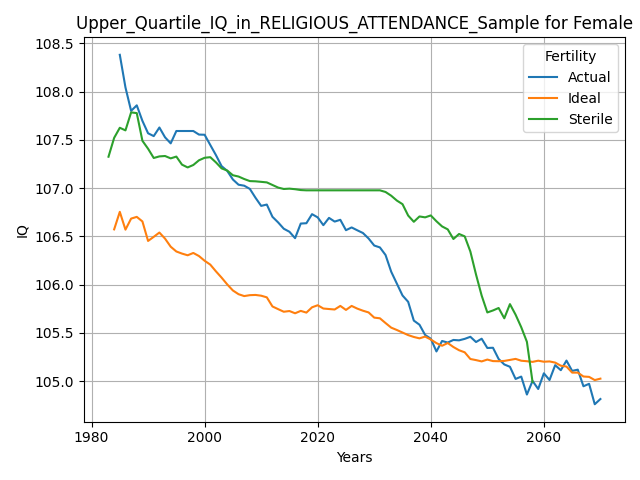 Upper_Quartile_IQ_in_RELIGIOUS_ATTENDANCE_Sample for Female
108.5
108.0
107.5
107.0
106.5
106.0
105.5
105.0
IQ
Fertility
Actual
Ideal
Sterile
1980
2000
2020
2040
2060
Years